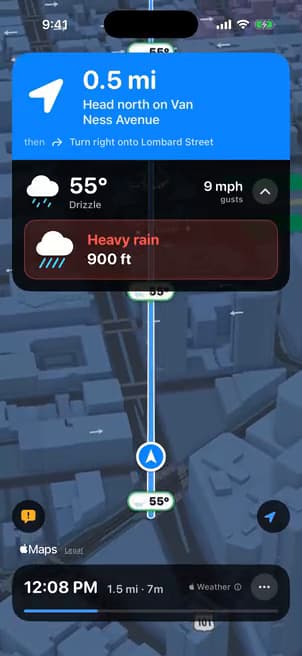 9:41
55°
0.5 mi
Head north on Van
Ness Avenue
then Turn right onto Lombard Street
55°
Drizzle
9 mph
gusts
Heavy rain
900 ft
55°
55°
Maps Legal
12:08 PM 1.5 mi · 7m
Weather
101